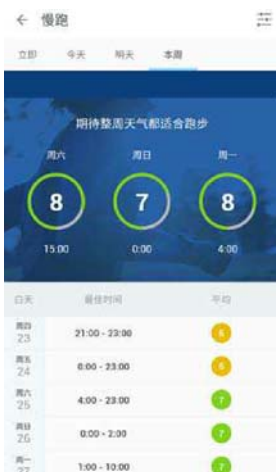 慢跑
立即 今天 明天 本周
期待整周天气都适合跑步
周六 周日 周一
8 7 8
15:00 0:00 4:00
白天 最佳时间 平均
周四
23 21:00 - 23:00 6
周五
24 0:00 - 23:00 6
周六
25 4:00 - 23:00 7
周日
26 0:00 - 2:00 7
周一
27 1:00 - 10:00 7